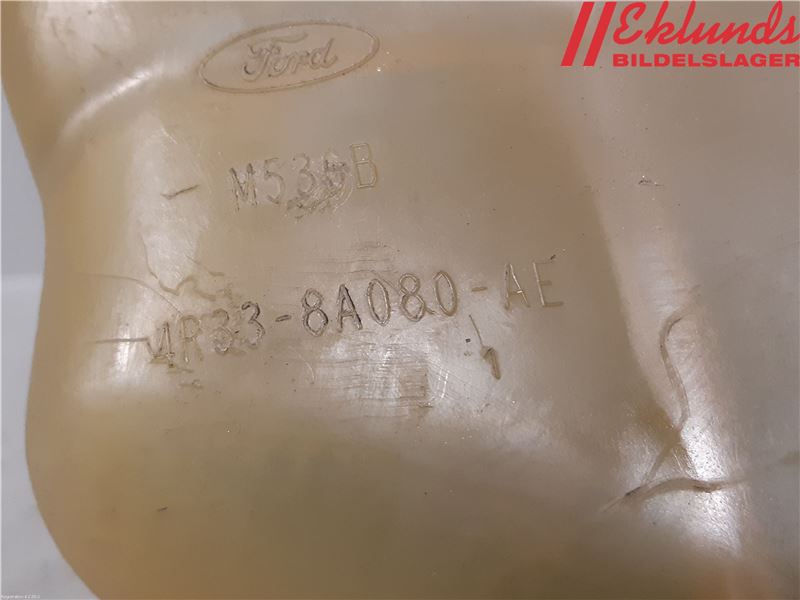 Eklunds
BILDELSLAGER
Ford
4R33-8A080-AE